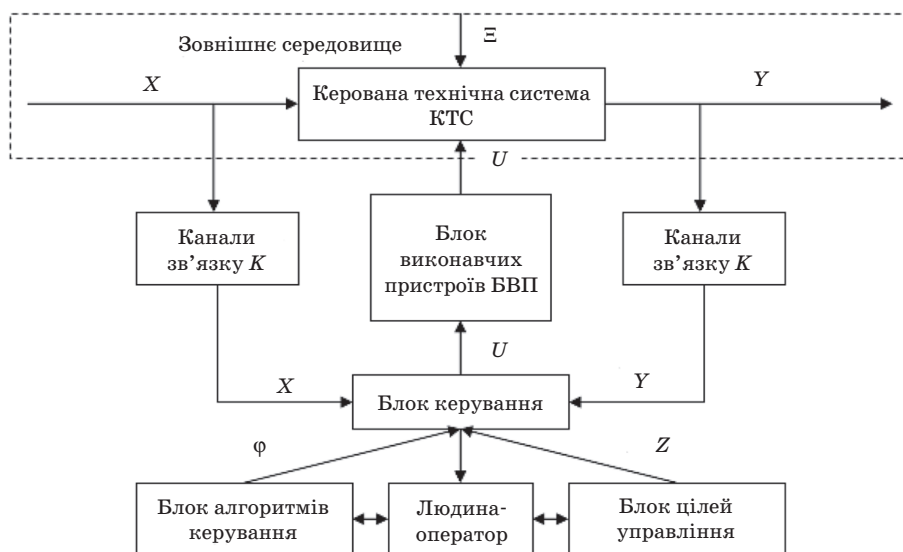 Зовнішнє середовище
Ξ
X
Керована технічна система
КТС
Y
U
Канали
зв’язку K
Блок
виконавчих
пристроїв БВП
Канали
зв’язку K
U
X
Y
Блок керування
φ
Z
Блок алгоритмів
керування
Людина-
оператор
Блок цілей
управління